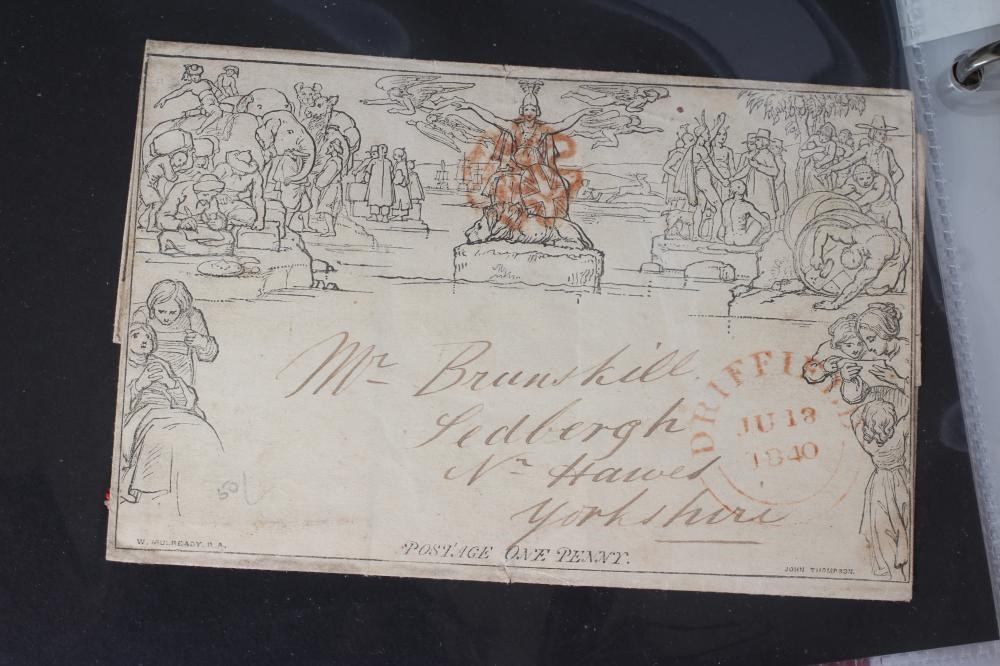 Mr Brunskill
Sedbergh
Nr Hawes
Yorkshire
DRIFFIELD
JU 13
1840
W. MULREADY. R.A.
POSTAGE ONE PENNY.
JOHN THOMPSON.